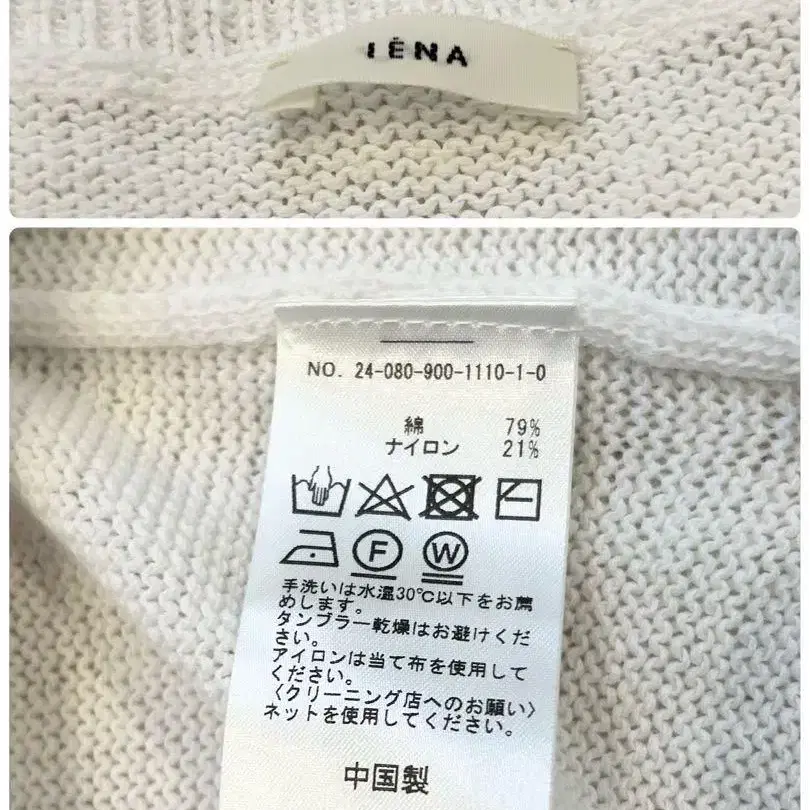 IÉNA
NO. 24-080-900-1110-1-0
綿 79%
ナイロン 21%
F W
手洗いは水温30℃以下をお薦
めします。
タンブラー乾燥はお避けくだ
さい。
アイロンは当て布を使用して
ください。
〈クリーニング店へのお願い〉
ネットを使用してください。
中国製